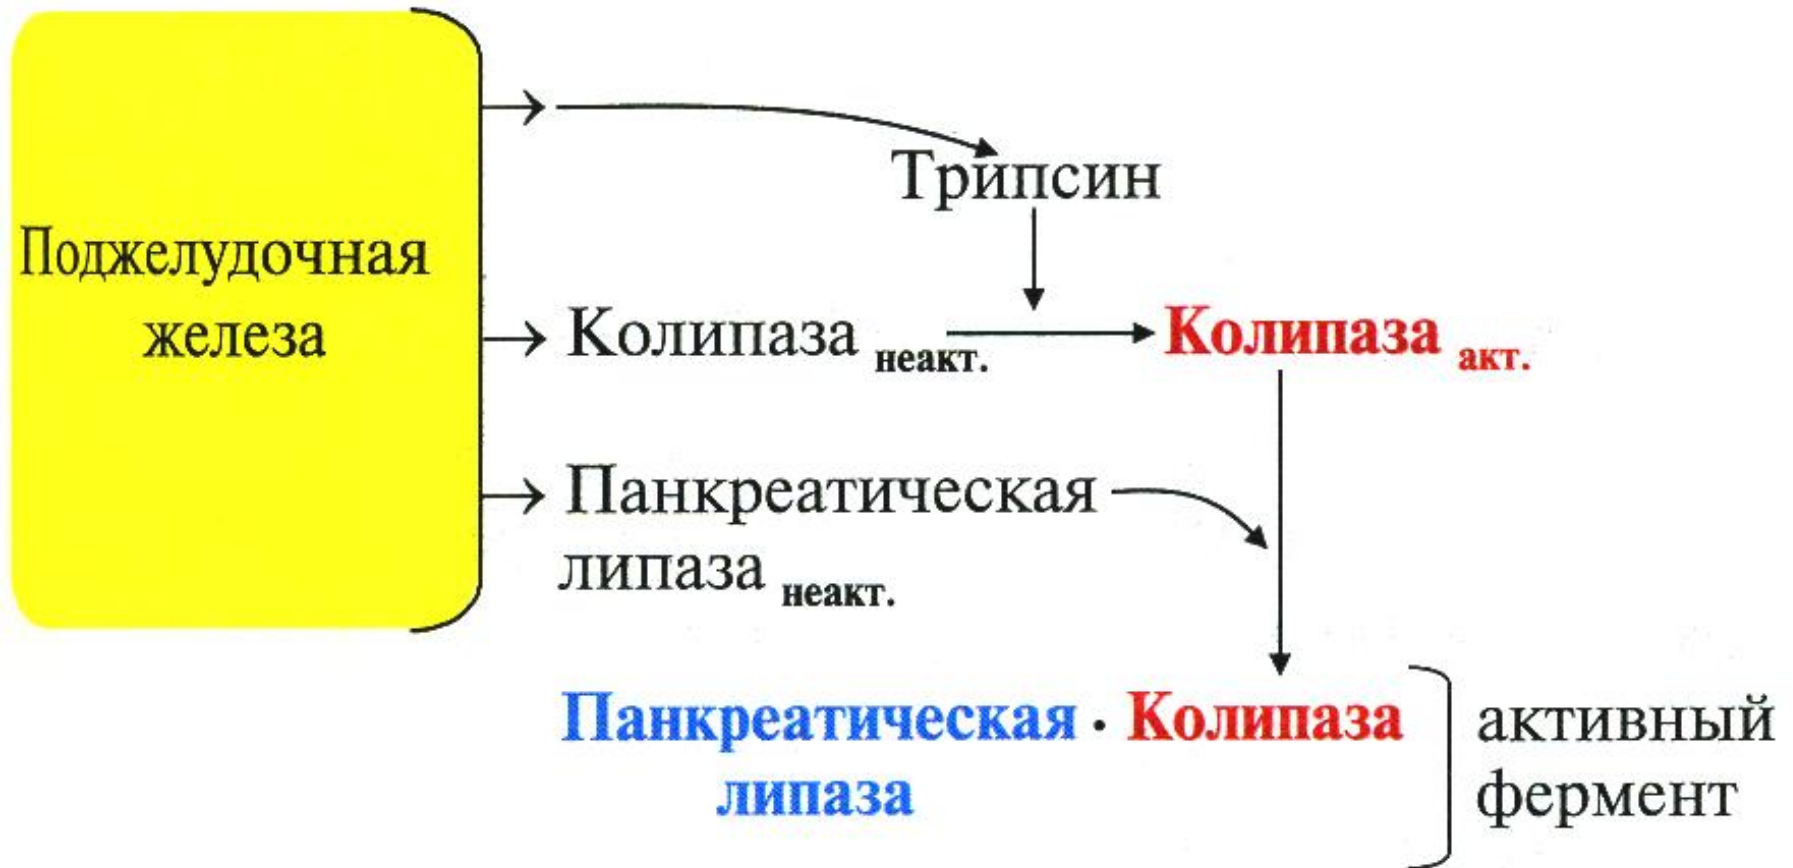 Трипсин
Поджелудочная
железа
Колипаза неакт.
Колипаза акт.
Панкреатическая
липаза неакт.
Панкреатическая · Колипаза
липаза
активный
фермент